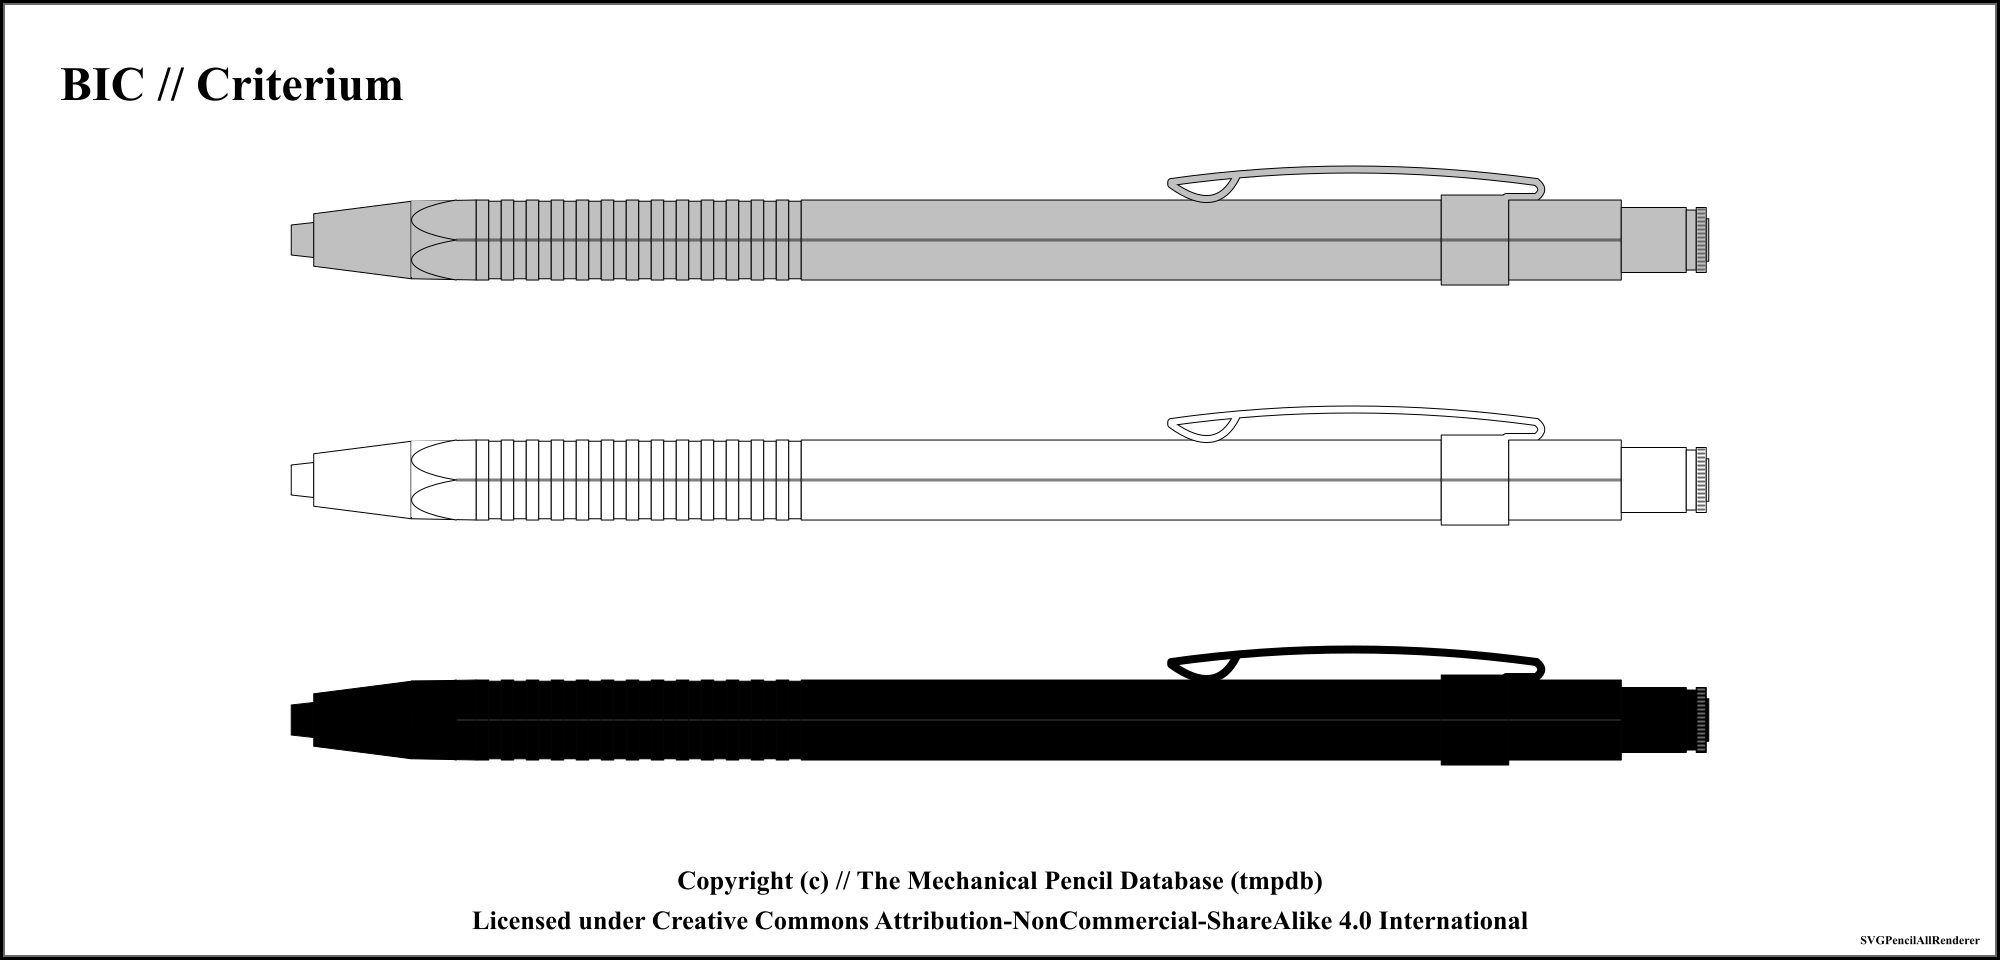 BIC // Criterium
Copyright (c) // The Mechanical Pencil Database (tmpdb)
Licensed under Creative Commons Attribution-NonCommercial-ShareAlike 4.0 International
SVGPencilAllRenderer